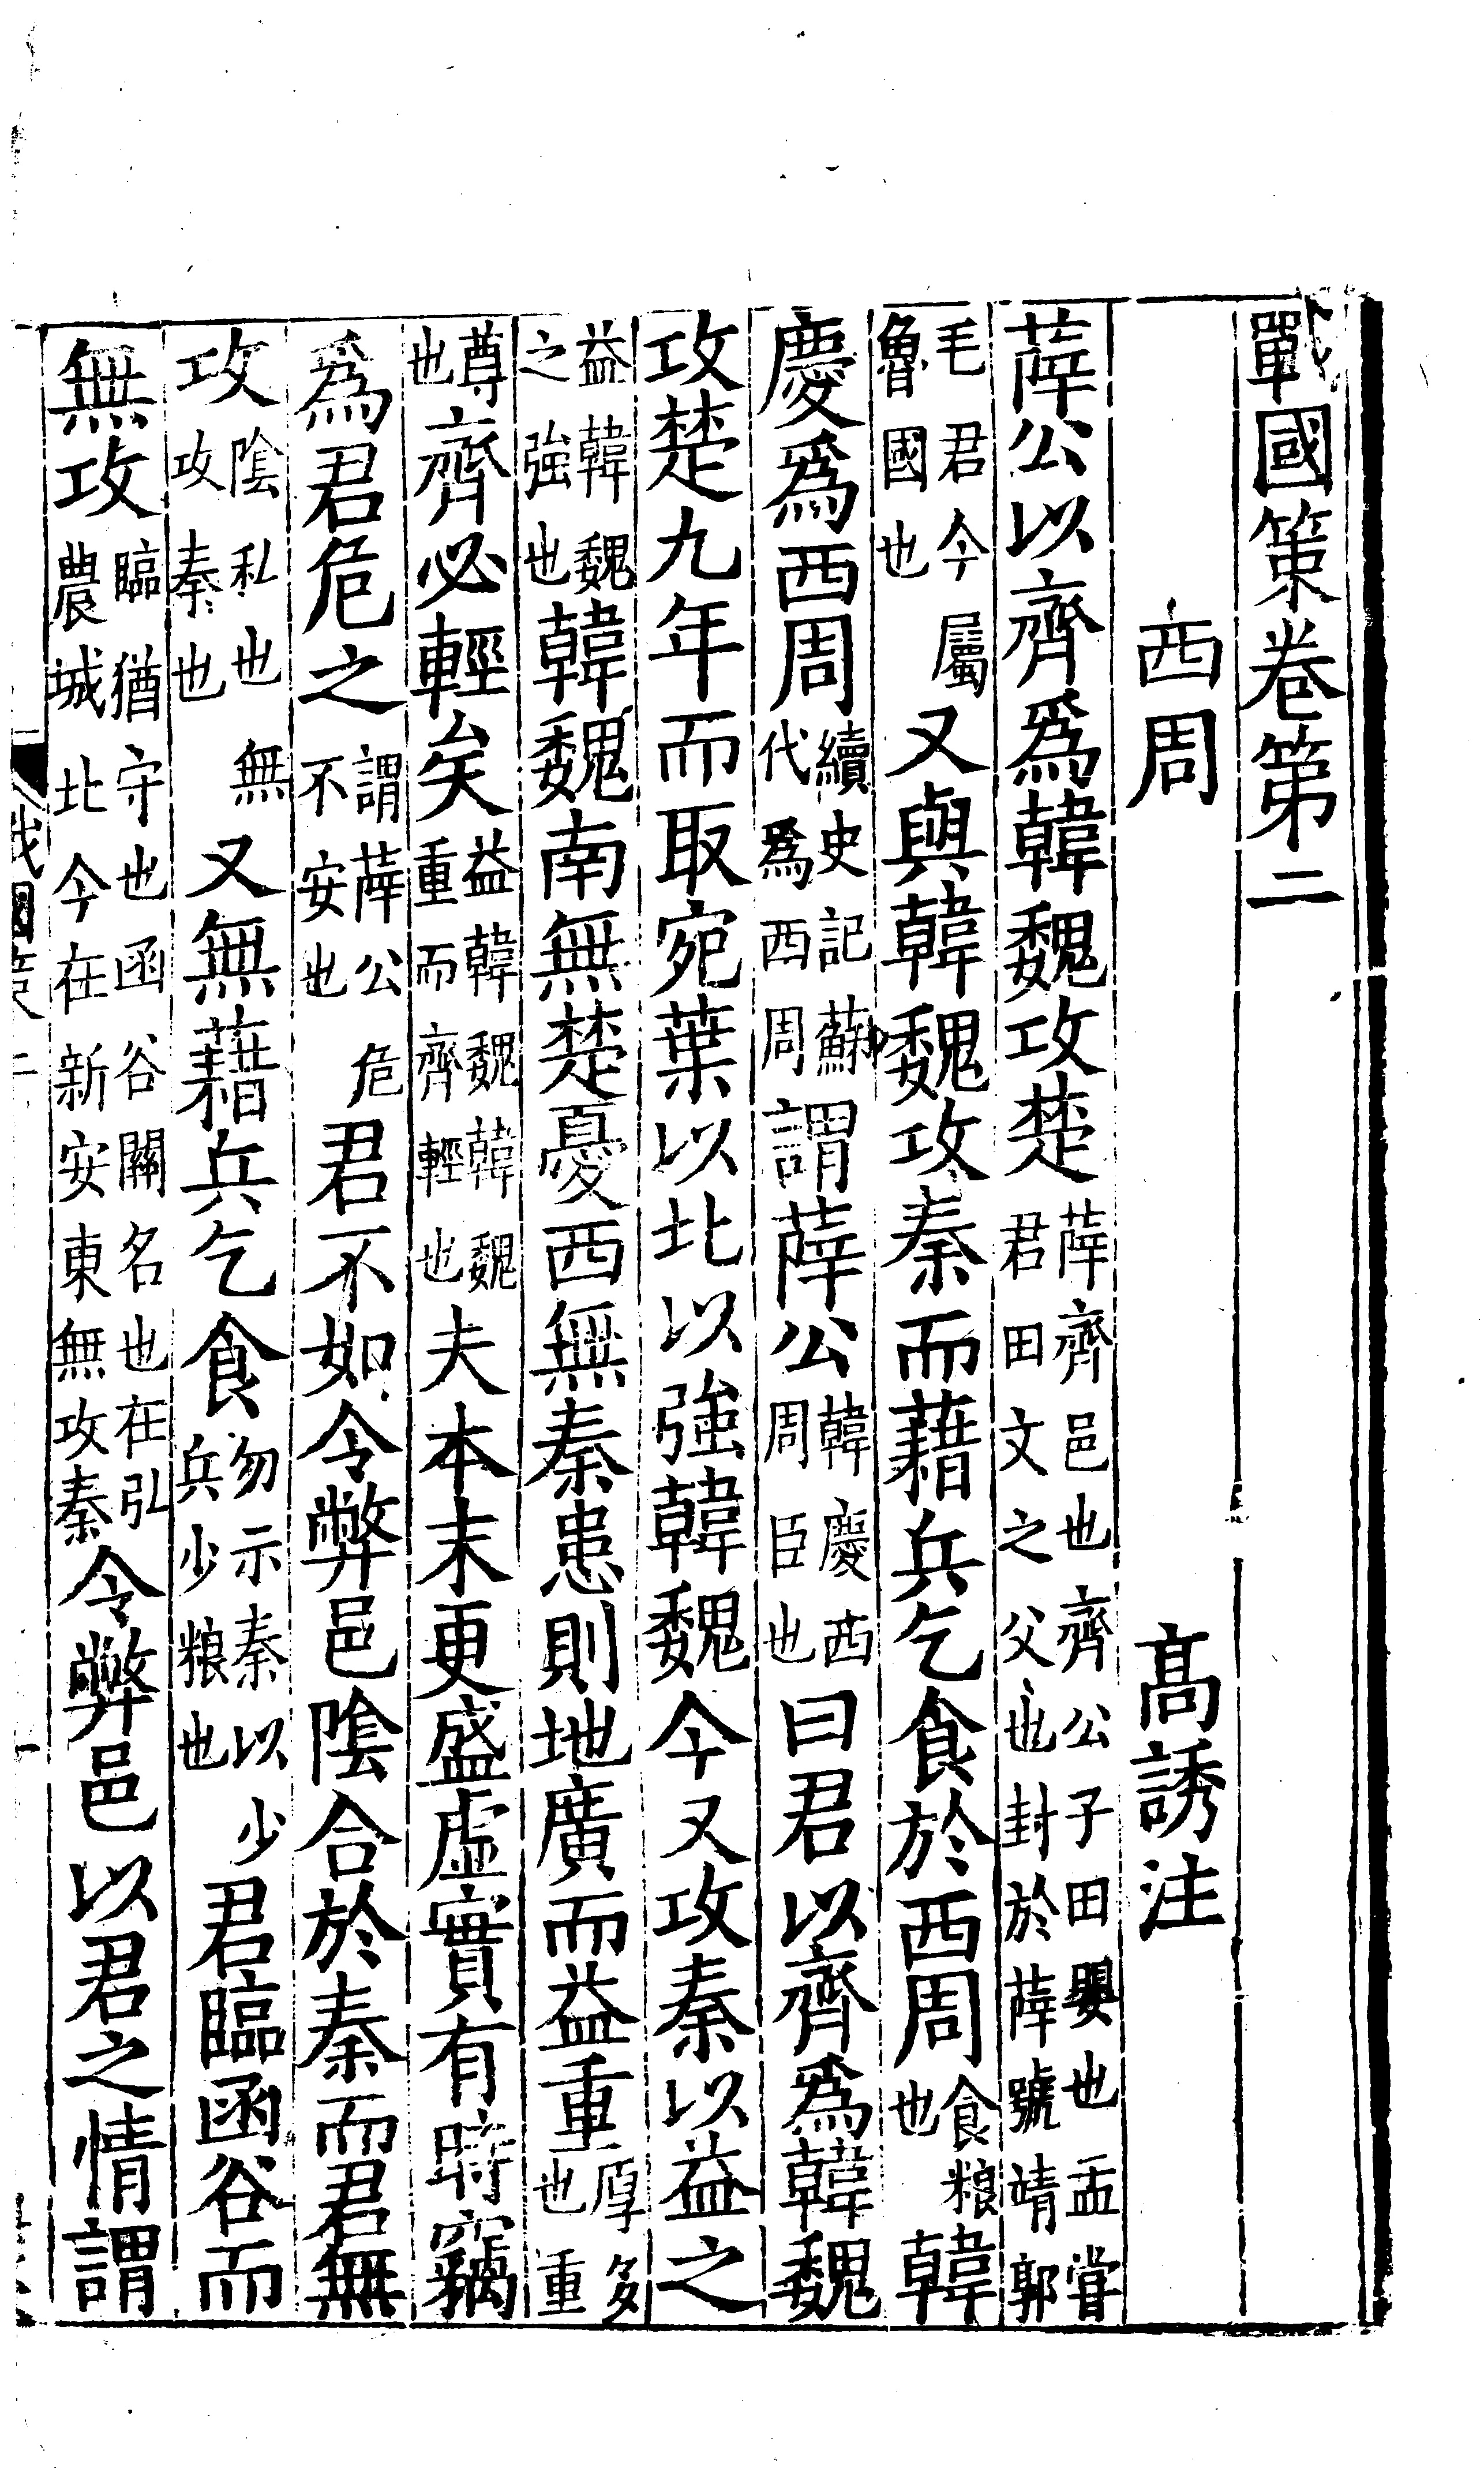 戰國策卷第二
西周　髙誘注
薛公以齊爲韓魏攻楚薛齊邑也齊公子田嬰也孟嘗君田文之父也封於薛號靖郭
毛君今屬魯國也又與韓魏攻秦而藉兵乞食於西周食粮也韓
慶爲西周續史記蘇代爲西周謂薛公韓慶西周臣也曰君以齊爲韓魏
攻楚九年而取宛葉以北以強韓魏今又攻秦以益之
益韓魏之強也韓魏南無楚憂西無秦患則地廣而益重厚多重也
尊也齊必輕矣益韓魏韓魏重而齊輕也夫本末更盛虛實有時竊
爲君危之謂薛公危不安也君不如令弊邑陰合於秦而君無
攻陰私也無攻秦也又無藉兵乞食勿示秦以少兵少粮也君臨函谷而
無攻臨猶守也函谷關名也在弘農城北今在新安東無攻秦令弊邑以君之情謂